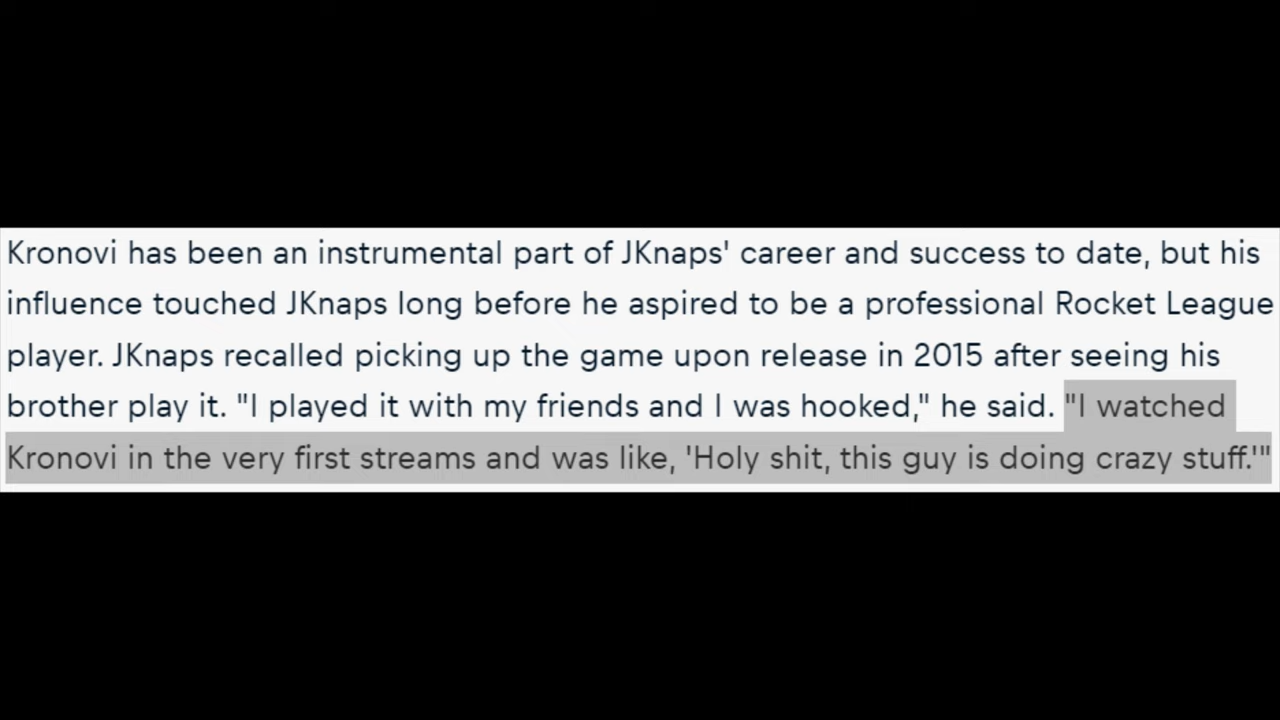 Kronovi has been an instrumental part of JKnaps' career and success to date, but his
influence touched JKnaps long before he aspired to be a professional Rocket League
player. JKnaps recalled picking up the game upon release in 2015 after seeing his
brother play it. "I played it with my friends and I was hooked," he said. "I watched
Kronovi in the very first streams and was like, 'Holy shit, this guy is doing crazy stuff.'"